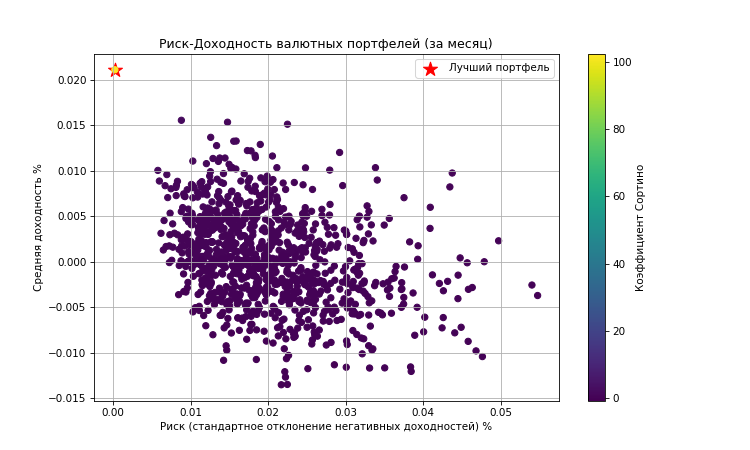 Риск-Доходность валютных портфелей (за месяц)
Лучший портфель
Средняя доходность %
0.020
0.015
0.010
0.005
0.000
−0.005
−0.010
−0.015
0.00 0.01 0.02 0.03 0.04 0.05
Риск (стандартное отклонение негативных доходностей) %
100
80
60
40
20
0
Коэффициент Сортино